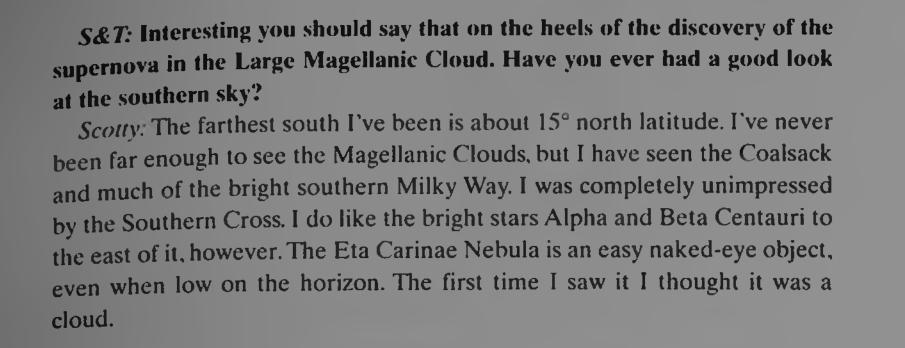 S&T: Interesting you should say that on the heels of the discovery of the
supernova in the Large Magellanic Cloud. Have you ever had a good look
at the southern sky?
Scotty: The farthest south I've been is about 15° north latitude. I've never
been far enough to see the Magellanic Clouds, but I have seen the Coalsack
and much of the bright southern Milky Way. I was completely unimpressed
by the Southern Cross. I do like the bright stars Alpha and Beta Centauri to
the east of it, however. The Eta Carinae Nebula is an easy naked-eye object,
even when low on the horizon. The first time I saw it I thought it was a
cloud.